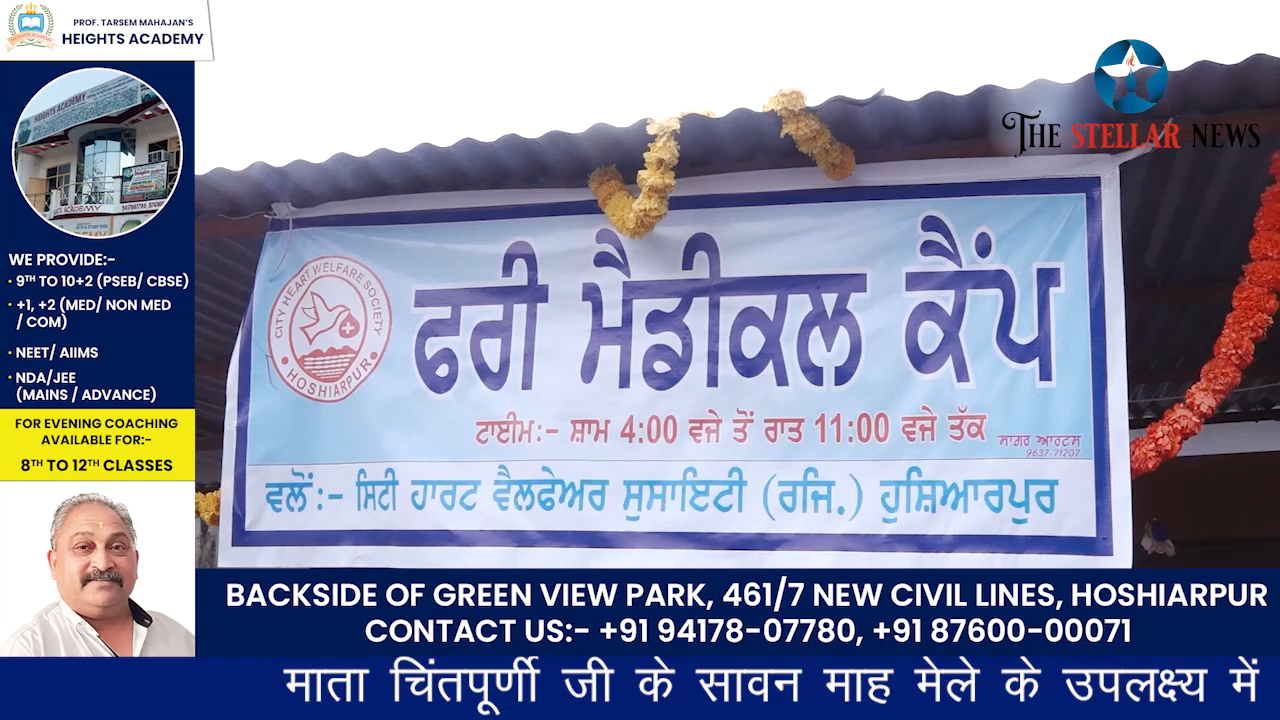 PROF. TARSEM MAHAJAN'S
HEIGHTS ACADEMY
HEIGHTS ACADEMY
WE PROVIDE:-
• 9TH TO 10+2 (PSEB/ CBSE)
• +1, +2 (MED/ NON MED
/ COM)
• NEET/ AIIMS
• NDA/JEE
(MAINS / ADVANCE)
FOR EVENING COACHING
AVAILABLE FOR:-
8TH TO 12TH CLASSES
THE STELLAR NEWS
CITY HEART WELFARE SOCIETY
• HOSHIARPUR •
ਫਰੀ ਮੈਡੀਕਲ ਕੈਂਪ
ਟਾਈਮ:- ਸ਼ਾਮ 4:00 ਵਜੇ ਤੋਂ ਰਾਤ 11:00 ਵਜੇ ਤੱਕ
ਸਾਗਰ ਆਰਟਸ
9637-71207
ਵਲੋਂ:- ਸਿਟੀ ਹਾਰਟ ਵੈਲਫੇਅਰ ਸੁਸਾਇਟੀ (ਰਜਿ.) ਹੁਸ਼ਿਆਰਪੁਰ
BACKSIDE OF GREEN VIEW PARK, 461/7 NEW CIVIL LINES, HOSHIARPUR
CONTACT US:- +91 94178-07780, +91 87600-00071
माता चिंतपूर्णी जी के सावन माह मेले के उपलक्ष्य में